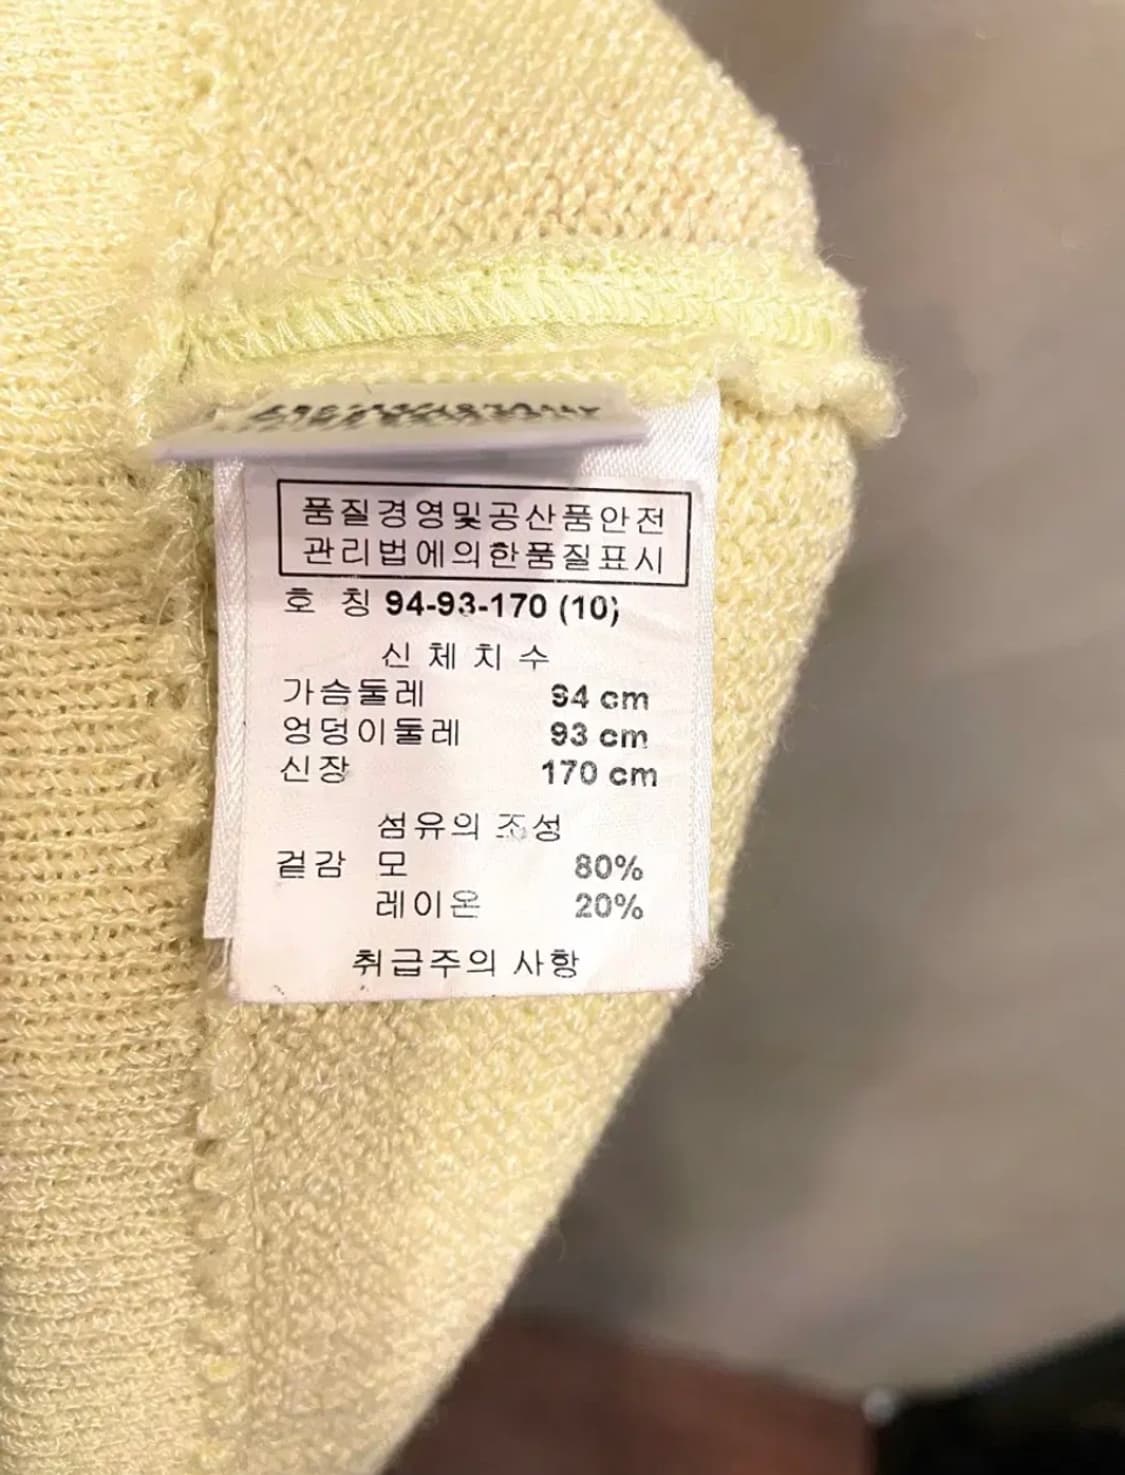 품질경영및공산품안전
관리법에의한품질표시
호 칭 94-93-170 (10)
신체치수
가슴둘레 94 cm
엉덩이둘레 93 cm
신장 170 cm
섬유의 조성
겉감 모 80%
레이온 20%
취급주의 사항